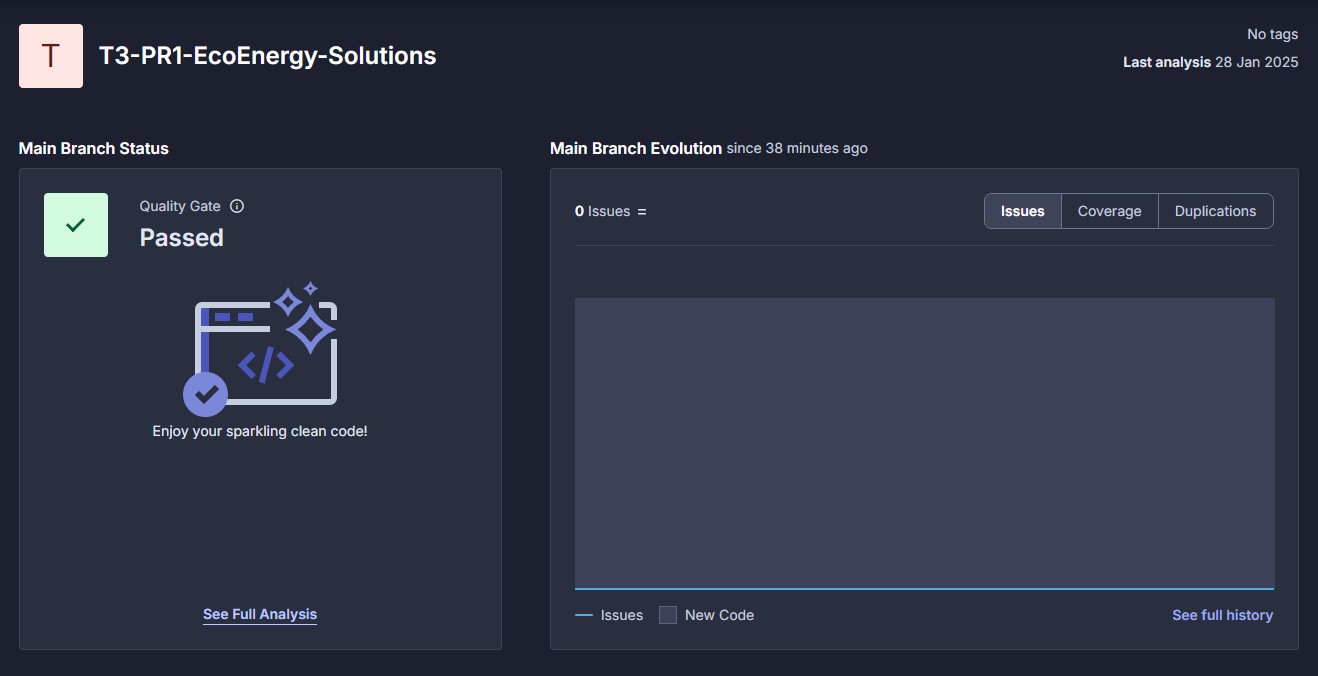 T
T3-PR1-EcoEnergy-Solutions
No tags
Last analysis 28 Jan 2025
Main Branch Status
Quality Gate
Passed
</>
Enjoy your sparkling clean code!
See Full Analysis
Main Branch Evolution since 38 minutes ago
0 Issues =
Issues Coverage Duplications
Issues New Code
See full history